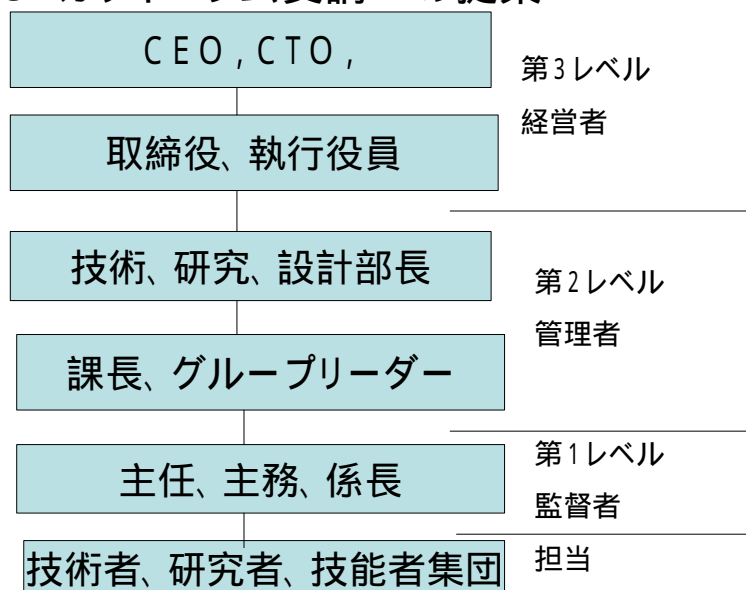 CEO,CTO,
第3レベル
経営者
取締役、執行役員
技術、研究、設計部長
第2レベル
管理者
課長、グループリーダー
第1レベル
監督者
主任、主務、係長
担当
技術者、研究者、技能者集団